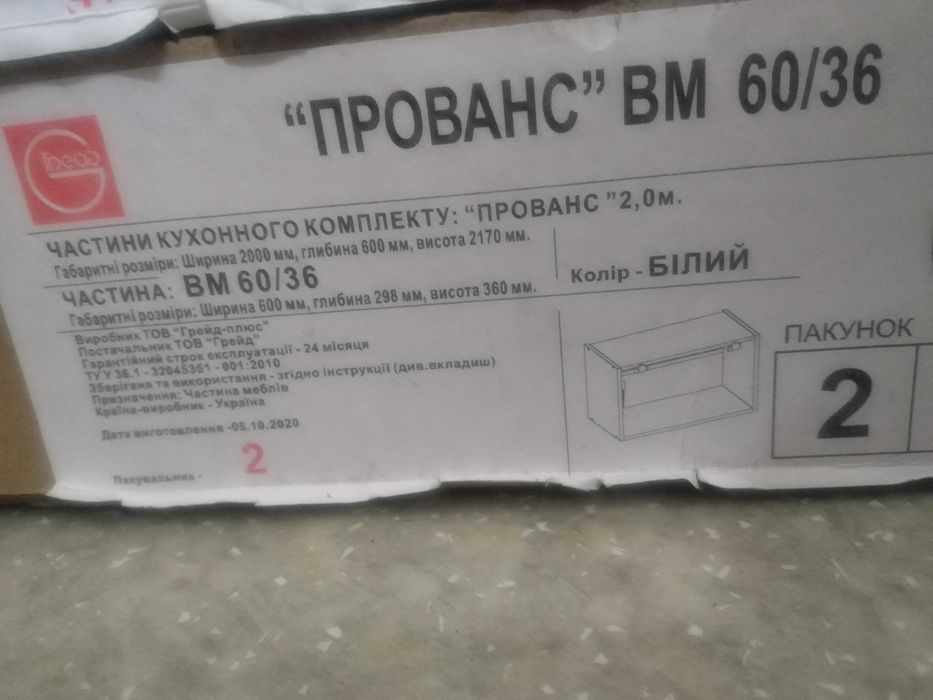 “ПРОВАНС” ВМ 60/36
Грейд
ЧАСТИНИ КУХОННОГО КОМПЛЕКТУ: “ПРОВАНС ”2,0м.
Габаритні розміри: Ширина 2000 мм, глибина 600 мм, висота 2170 мм.
ЧАСТИНА: ВМ 60/36
Габаритні розміри: Ширина 600 мм, глибина 298 мм, висота 360 мм.
Колір - БІЛИЙ
Виробник ТОВ “Грейд-плюс”
Постачальник ТОВ “Грейд”
Гарантійний строк експлуатації - 24 місяця
ТУ У 36.1 - 32045351 - 001:2010
Зберігання та використання - згідно інструкції (див.вкладиш)
Призначення: Частина меблів
Країна-виробник - Україна
Дата виготовлення -05.10.2020
Пакувальник - 2
ПАКУНОК
2